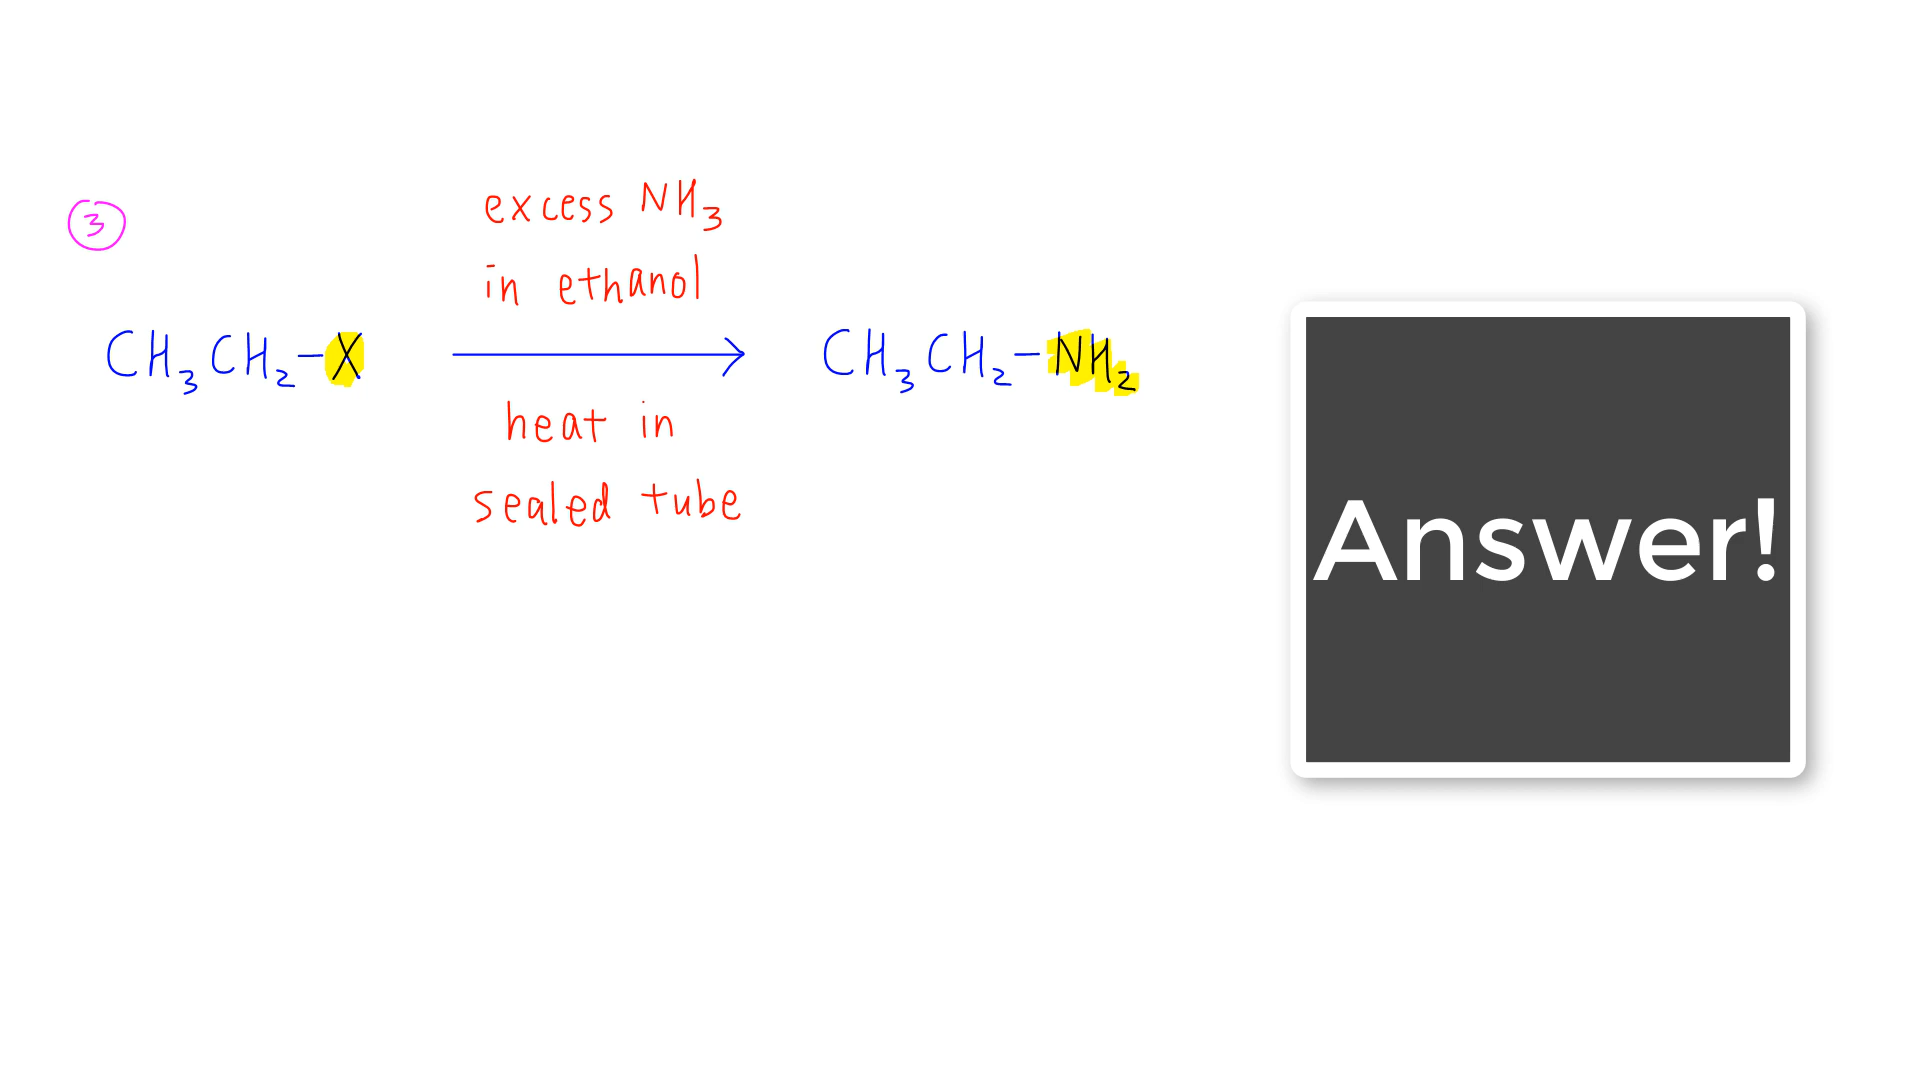 3
excess NH₃
in ethanol
CH₃CH₂-X
CH₃CH₂-NH₂
heat in
sealed tube
Answer!